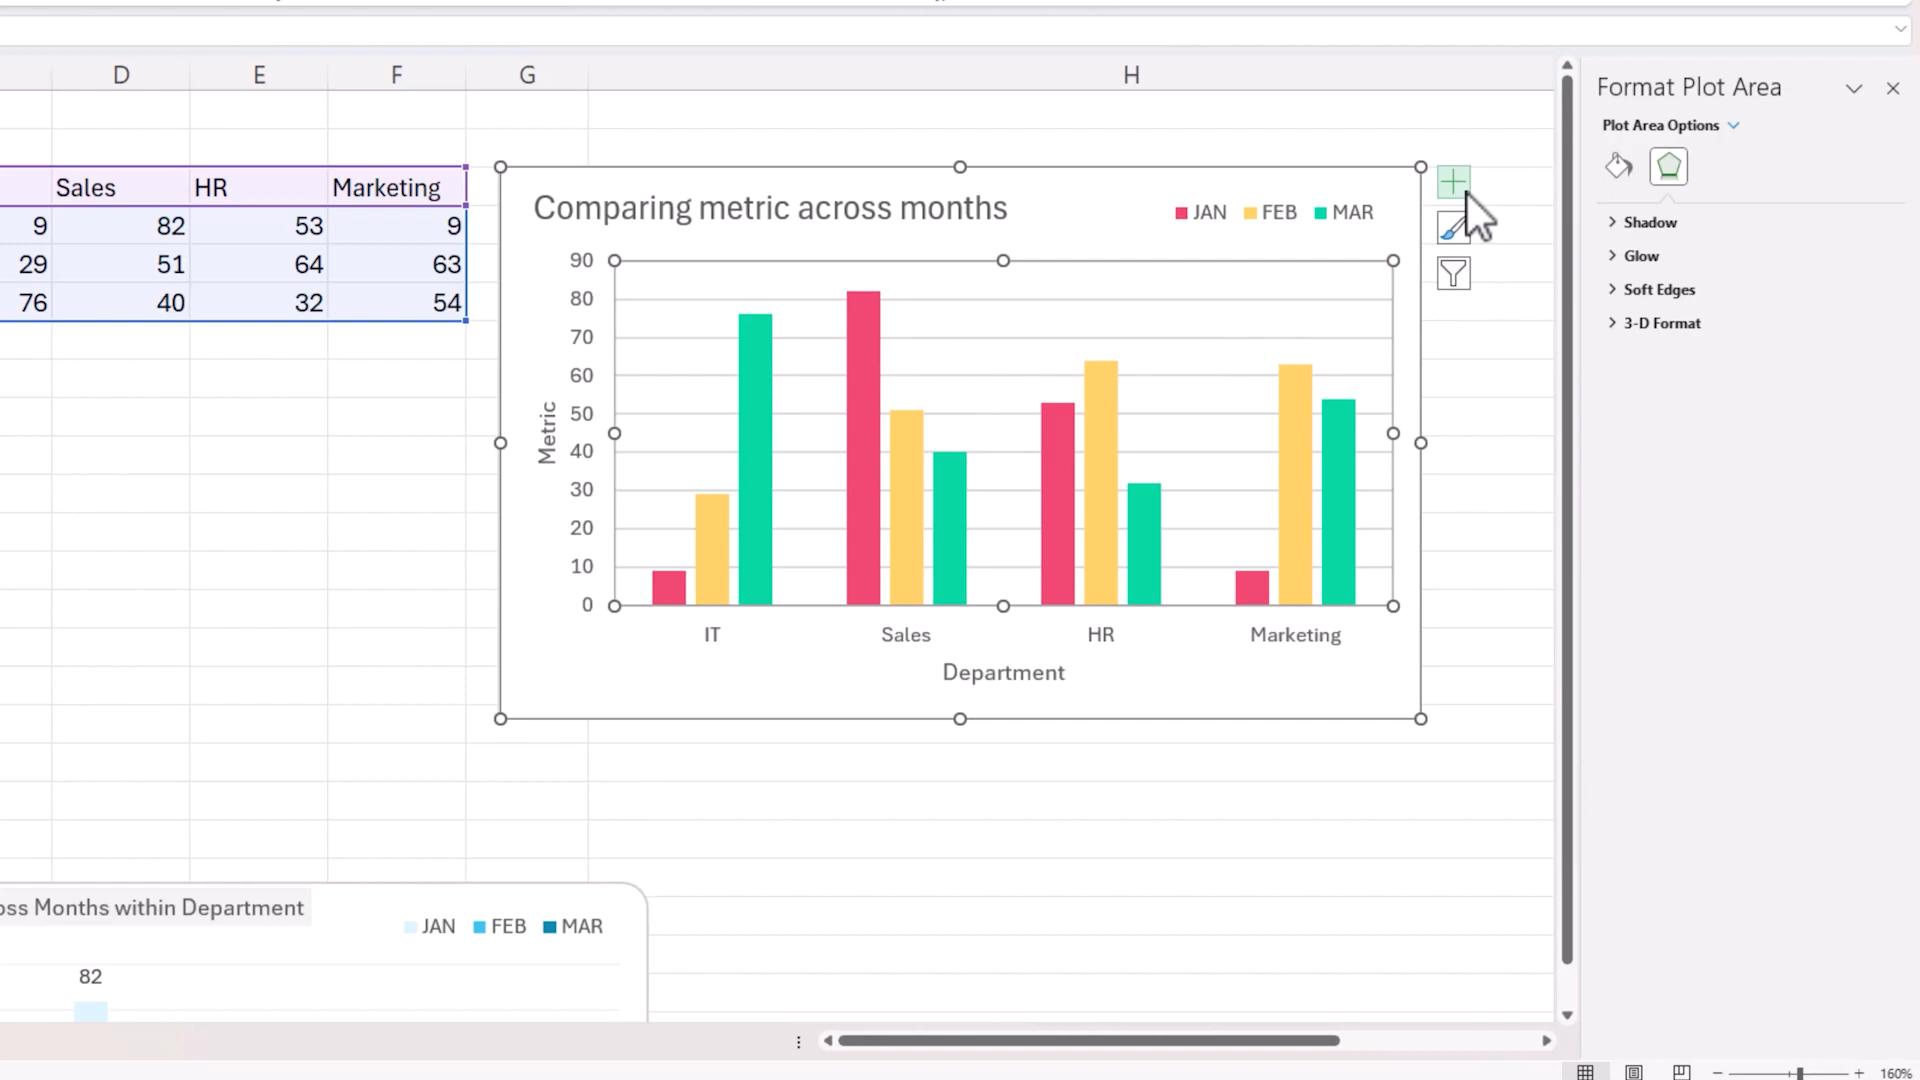 D E F G H
Format Plot Area
Plot Area Options
Shadow
Glow
Soft Edges
3-D Format
Sales HR Marketing
9 82 53 9
29 51 64 63
76 40 32 54
Comparing metric across months
JAN FEB MAR
90
80
70
60
50
40
30
20
10
0
Metric
IT Sales HR Marketing
Department
oss Months within Department
JAN FEB MAR
82
160%